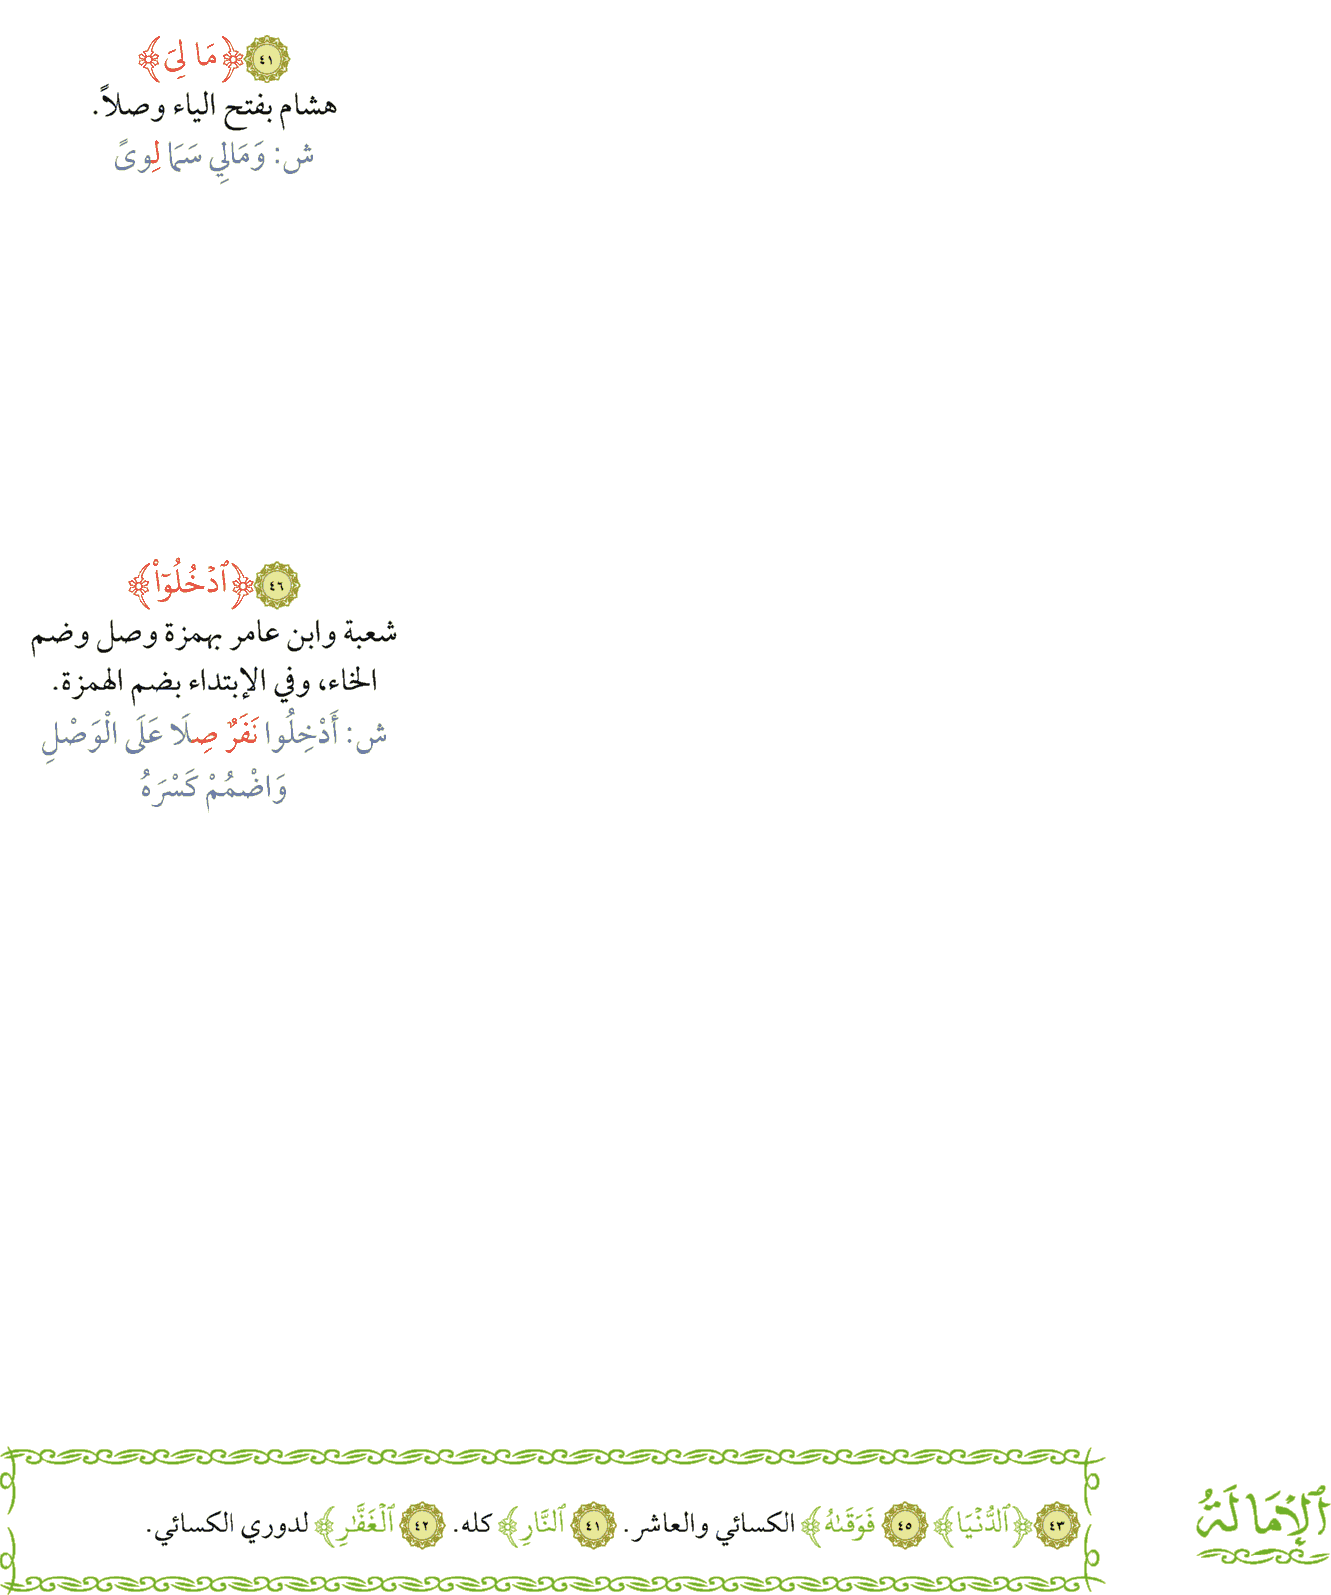 ٤١ ﴿مَا لِيَ﴾
هشام بفتح الياء وصلاً.
ش: وَمَالِي سَمَا لِوىً
٤٦ ﴿ٱدۡخُلُوٓاْ﴾
شعبة وابن عامر بهمزة وصل وضم
الخاء، وفي الإبتداء بضم الهمزة.
ش: أَدْخِلُوا نَفَرٌ صِلَا عَلَى الْوَصْلِ
وَاضْمُمْ كَسْرَهُ
ٱلْإِمَالَةُ
٤٣ ﴿ٱلدُّنْيَا﴾ ٤٥ فَوَقَىٰهُ﴾ الكسائي والعاشر. ٤١ ٱلنَّارِ﴾ كله. ٤٢ ٱلۡغَفَّٰرِ﴾ لدوري الكسائي.